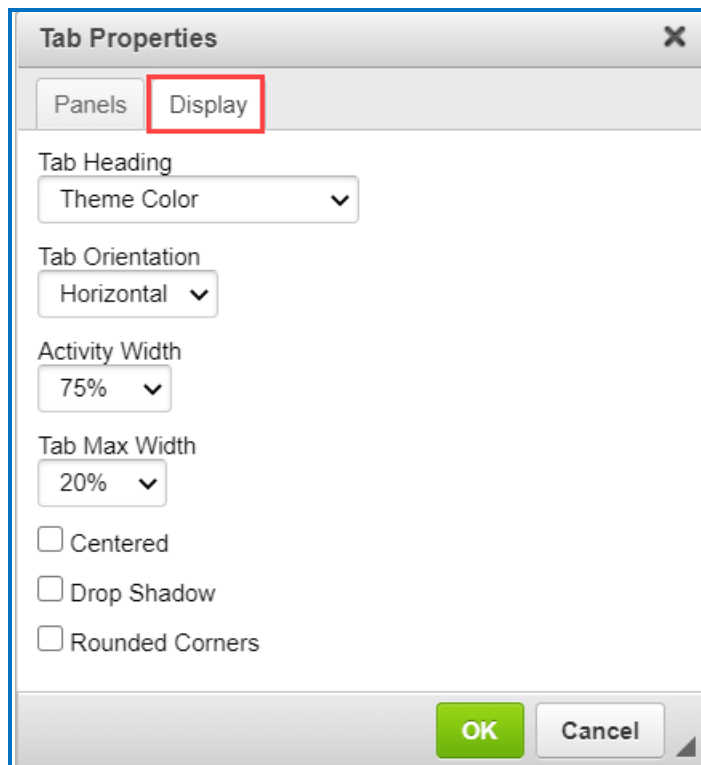 Tab Properties
Panels Display
Tab Heading
Theme Color
Tab Orientation
Horizontal
Activity Width
75%
Tab Max Width
20%
Centered
Drop Shadow
Rounded Corners
OK Cancel